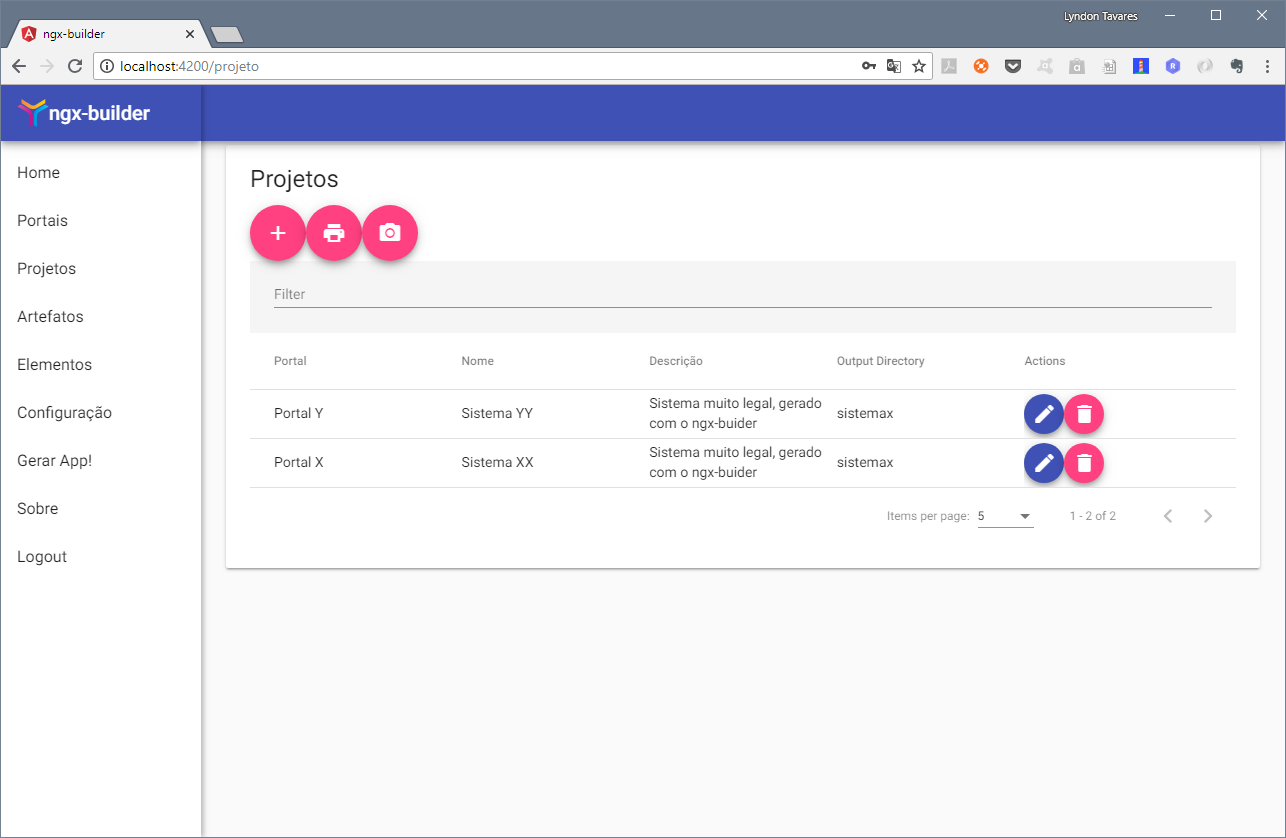 Lyndon Tavares
ngx-builder
localhost:4200/projeto
ngx-builder
Home
Portais
Projetos
Artefatos
Elementos
Configuração
Gerar App!
Sobre
Logout
Projetos
Filter
Portal Nome Descrição Output Directory Actions
Portal Y Sistema YY Sistema muito legal, gerado sistemax
com o ngx-buider
Portal X Sistema XX Sistema muito legal, gerado sistemax
com o ngx-buider
Items per page: 5 1 - 2 of 2